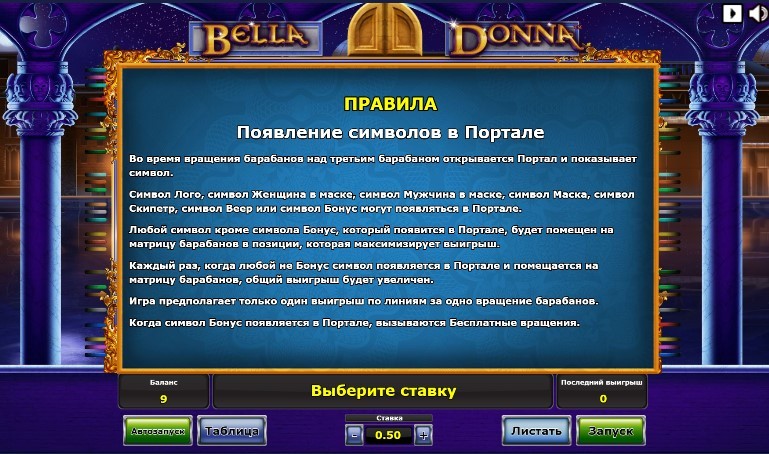 BELLA DONNA
ПРАВИЛА
Появление символов в Портале
Во время вращения барабанов над третьим барабаном открывается Портал и показывает
символ.
Символ Лого, символ Женщина в маске, символ Мужчина в маске, символ Маска, символ
Скипетр, символ Веер или символ Бонус могут появляться в Портале.
Любой символ кроме символа Бонус, который появится в Портале, будет помещен на
матрицу барабанов в позиции, которая максимизирует выигрыш.
Каждый раз, когда любой не Бонус символ появляется в Портале и помещается на
матрицу барабанов, общий выигрыш будет увеличен.
Игра предполагает только один выигрыш по линиям за одно вращение барабанов.
Когда символ Бонус появляется в Портале, вызываются Бесплатные вращения.
Баланс
9
Выберите ставку
Последний выигрыш
0
Автозапуск
Таблица
Ставка
- 0.50 +
Листать
Запуск